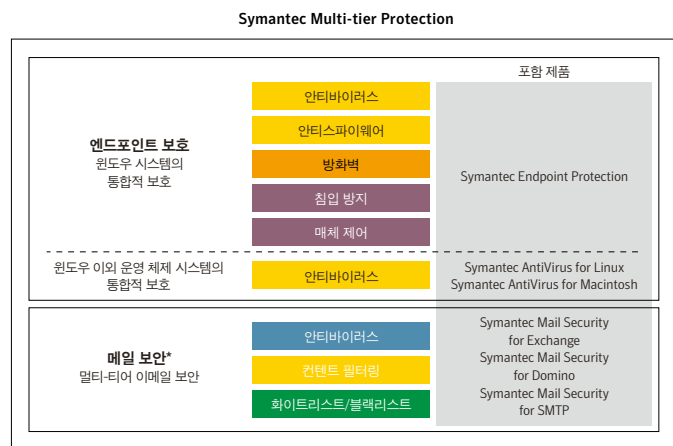 Symantec Multi-tier Protection
포함 제품
엔드포인트 보호
윈도우 시스템의
통합적 보호
안티바이러스
안티스파이웨어
방화벽
침입 방지
매체 제어
Symantec Endpoint Protection
윈도우 이외 운영 체제 시스템의
통합적 보호
안티바이러스
Symantec AntiVirus for Linux
Symantec AntiVirus for Macintosh
메일 보안*
멀티-티어 이메일 보안
안티바이러스
컨텐트 필터링
화이트리스트/블랙리스트
Symantec Mail Security
for Exchange
Symantec Mail Security
for Domino
Symantec Mail Security
for SMTP